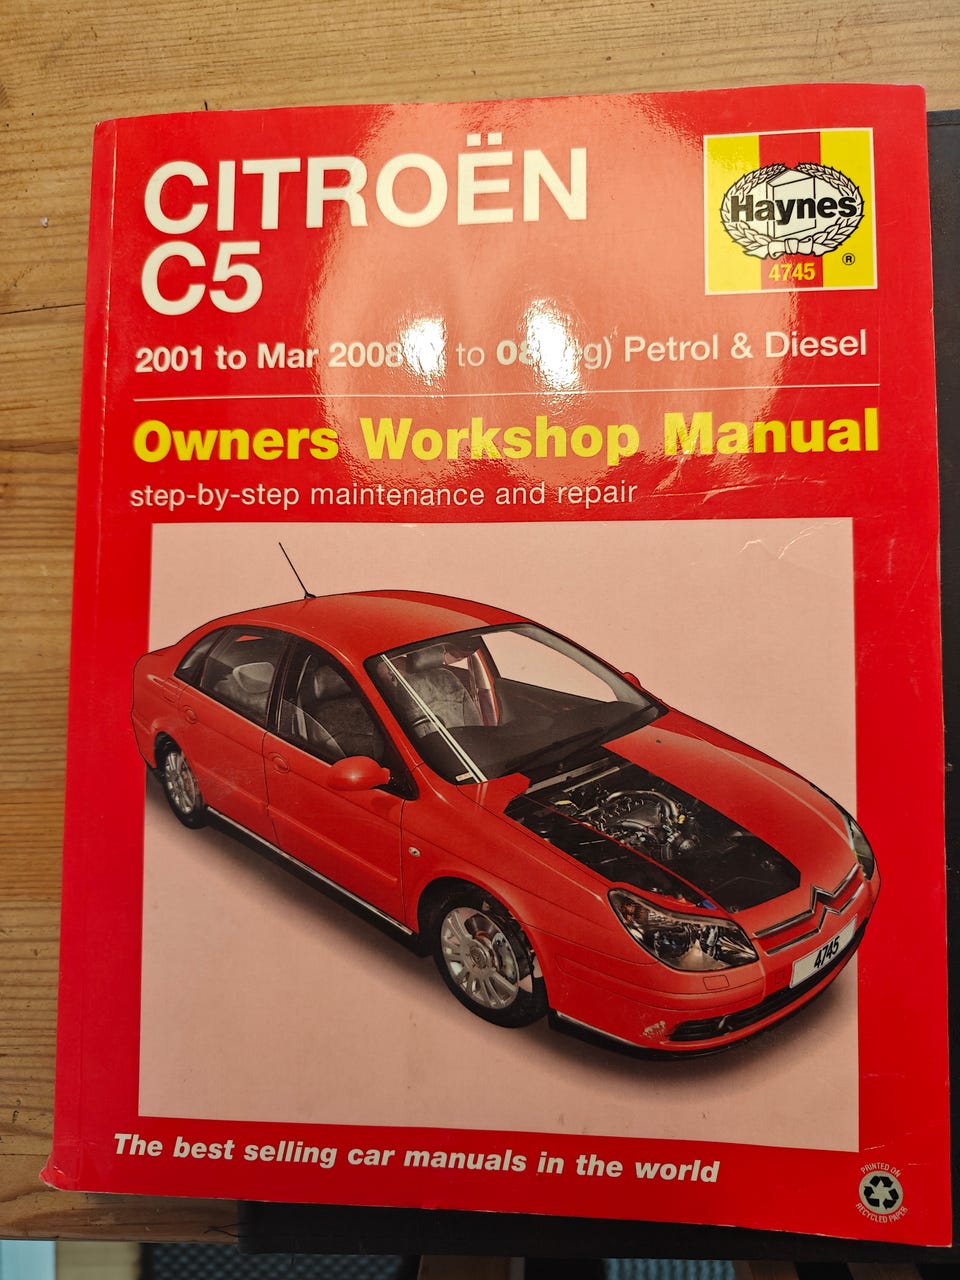 CITROËN
C5
Haynes
4745
®
2001 to Mar 2008 to 08 Petrol & Diesel
Owners Workshop Manual
step-by-step maintenance and repair
4745
The best selling car manuals in the world
PRINTED ON
RECYCLED PAPER